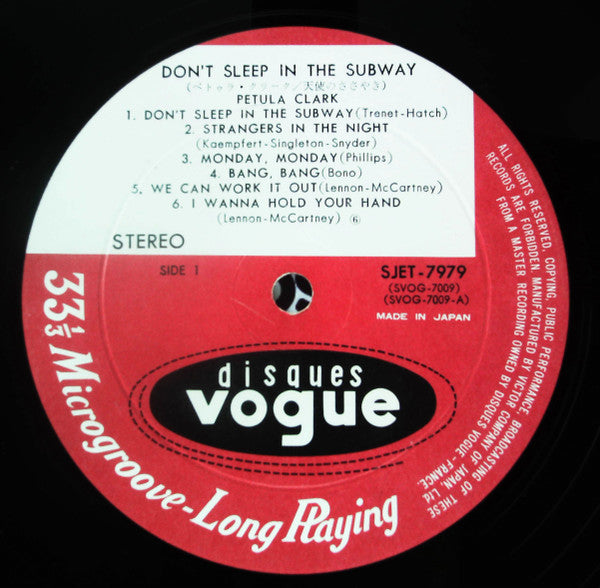 DON'T SLEEP IN THE SUBWAY
(ペトゥラ・クラーク/天使のささやき)
PETULA CLARK
1. DON'T SLEEP IN THE SUBWAY (Trenet-Hatch)
2. STRANGERS IN THE NIGHT
(Kaempfert-Singleton-Snyder)
3. MONDAY, MONDAY (Phillips)
4. BANG, BANG (Bono)
5. WE CAN WORK IT OUT (Lennon-McCartney)
6. I WANNA HOLD YOUR HAND
(Lennon-McCartney) ⑥
STEREO
SIDE 1
SJET-7979
(SVOG-7009)
(SVOG-7009-A)
MADE IN JAPAN
disques
vogue
33 1/3 Microgroove-Long Playing
ALL RIGHTS RESERVED. COPYING, PUBLIC PERFORMANCE, BROADCASTING OF THESE
RECORDS ARE FORBIDDEN. MANUFACTURED BY VICTOR COMPANY OF JAPAN, Ltd.
FROM A MASTER RECORDING OWNED BY DISQUES VOGUE-FRANCE.